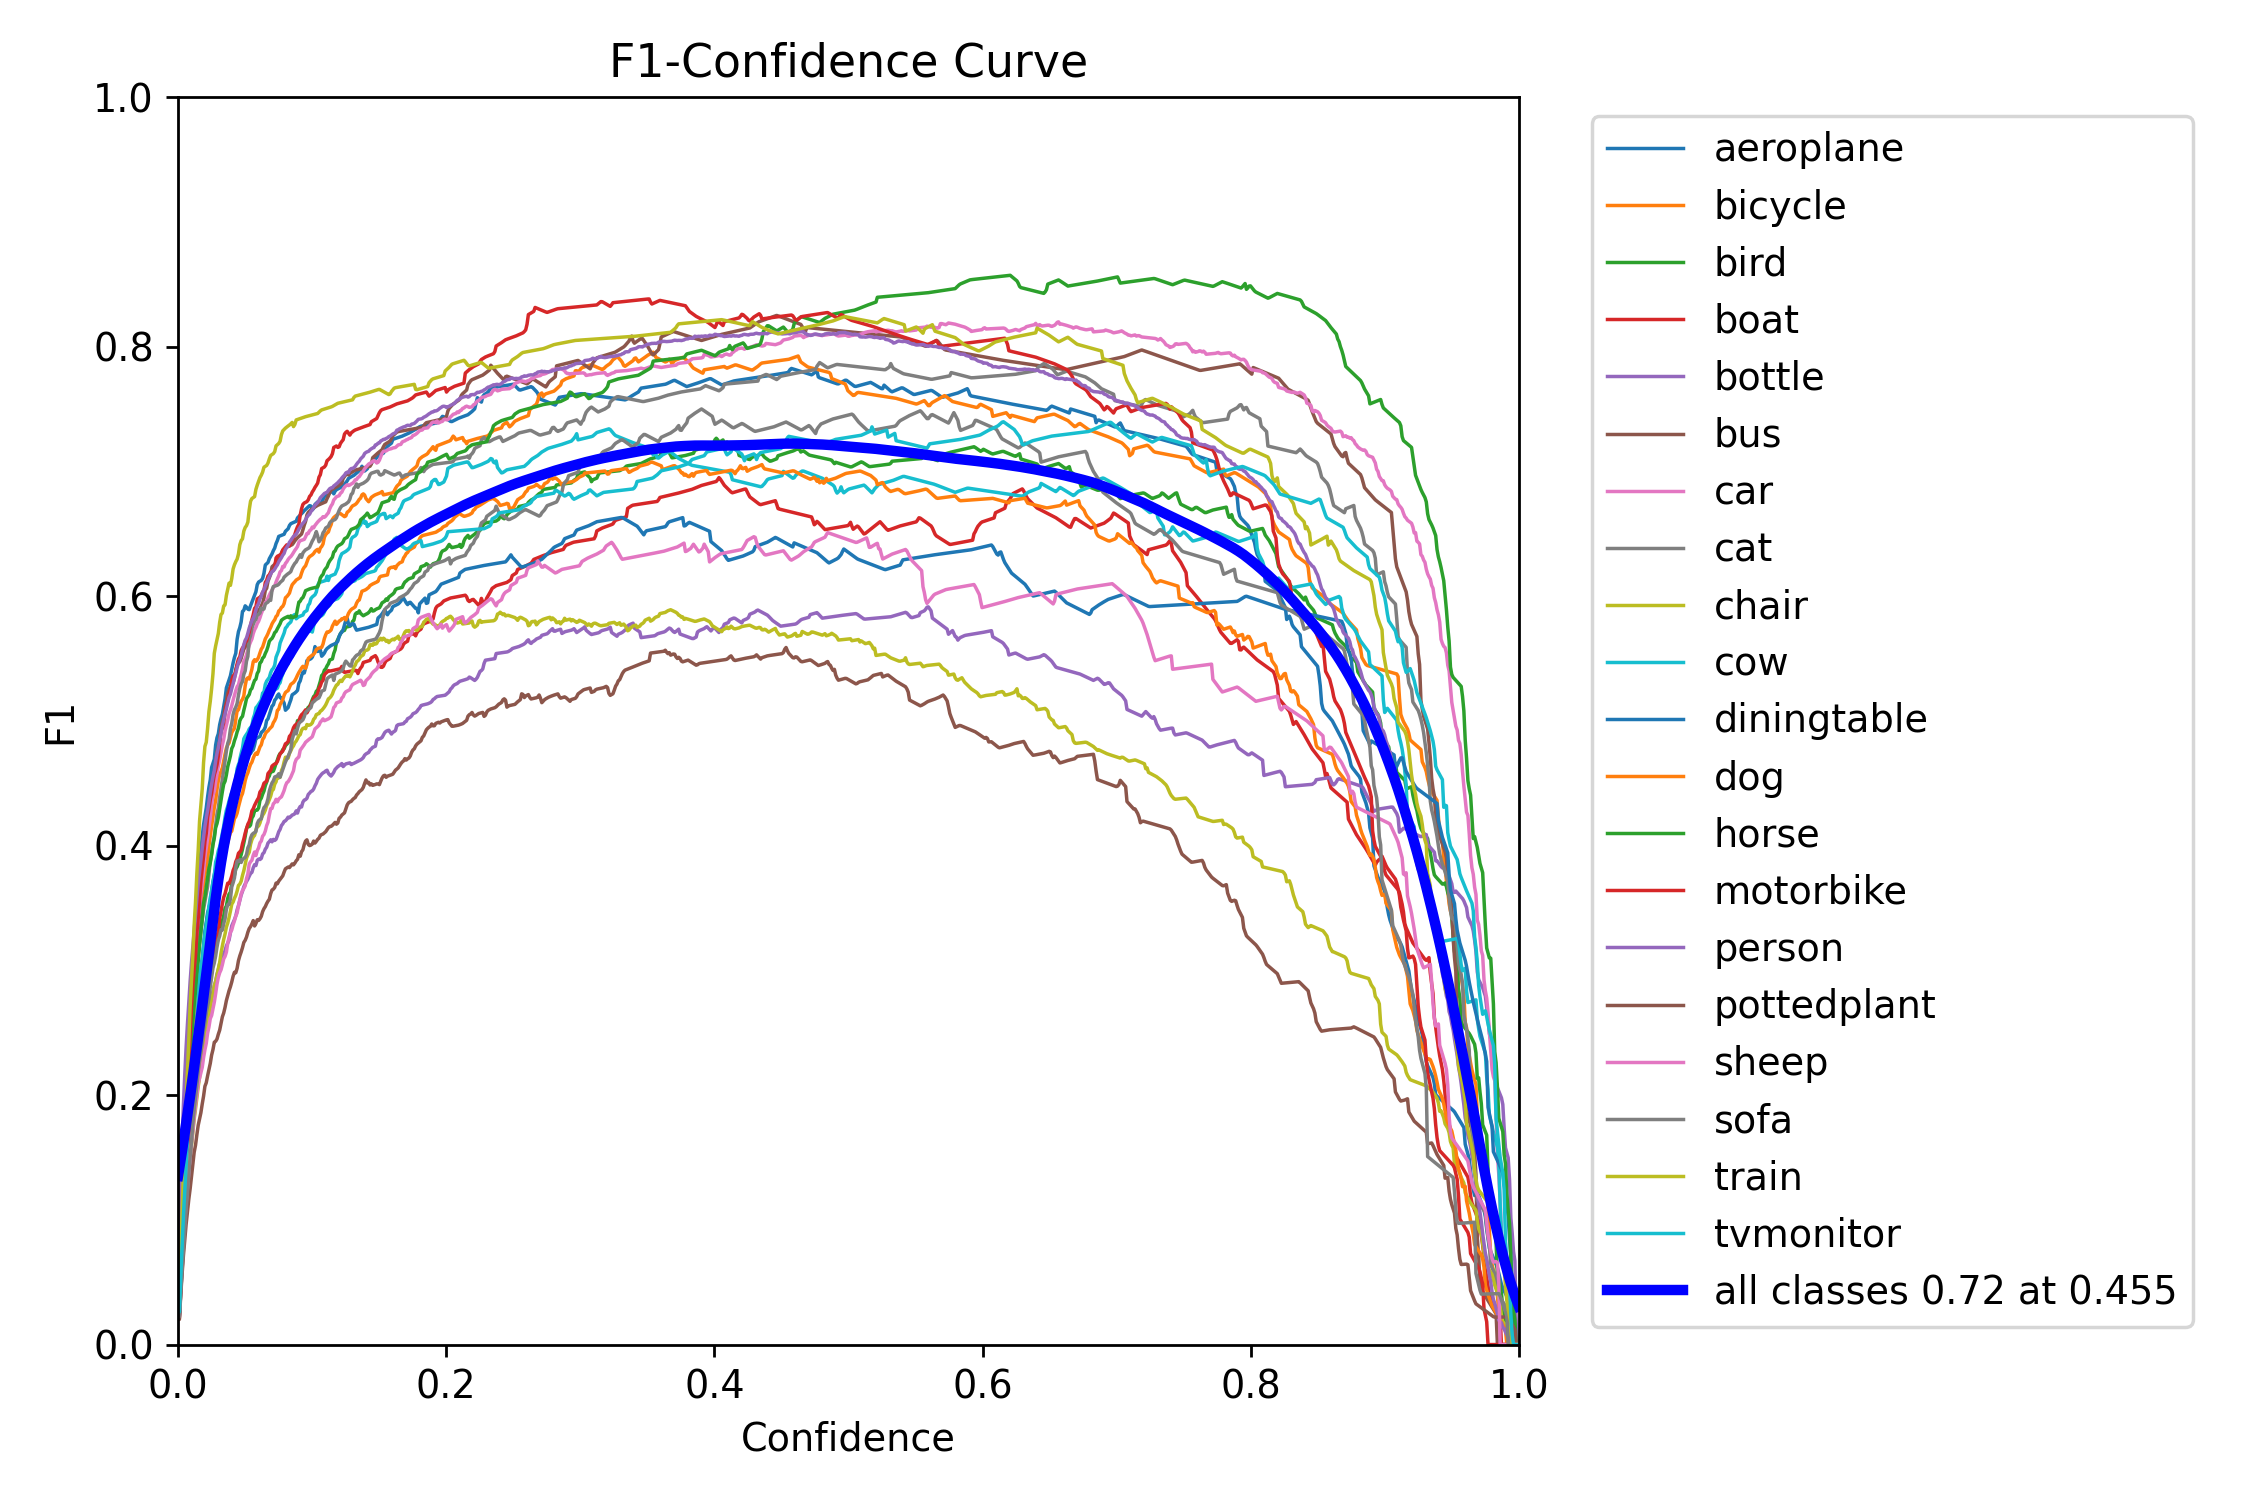 F1-Confidence Curve
1.0
0.8
0.6
0.4
0.2
0.0
F1
0.0 0.2 0.4 0.6 0.8 1.0
Confidence
aeroplane
bicycle
bird
boat
bottle
bus
car
cat
chair
cow
diningtable
dog
horse
motorbike
person
pottedplant
sheep
sofa
train
tvmonitor
all classes 0.72 at 0.455